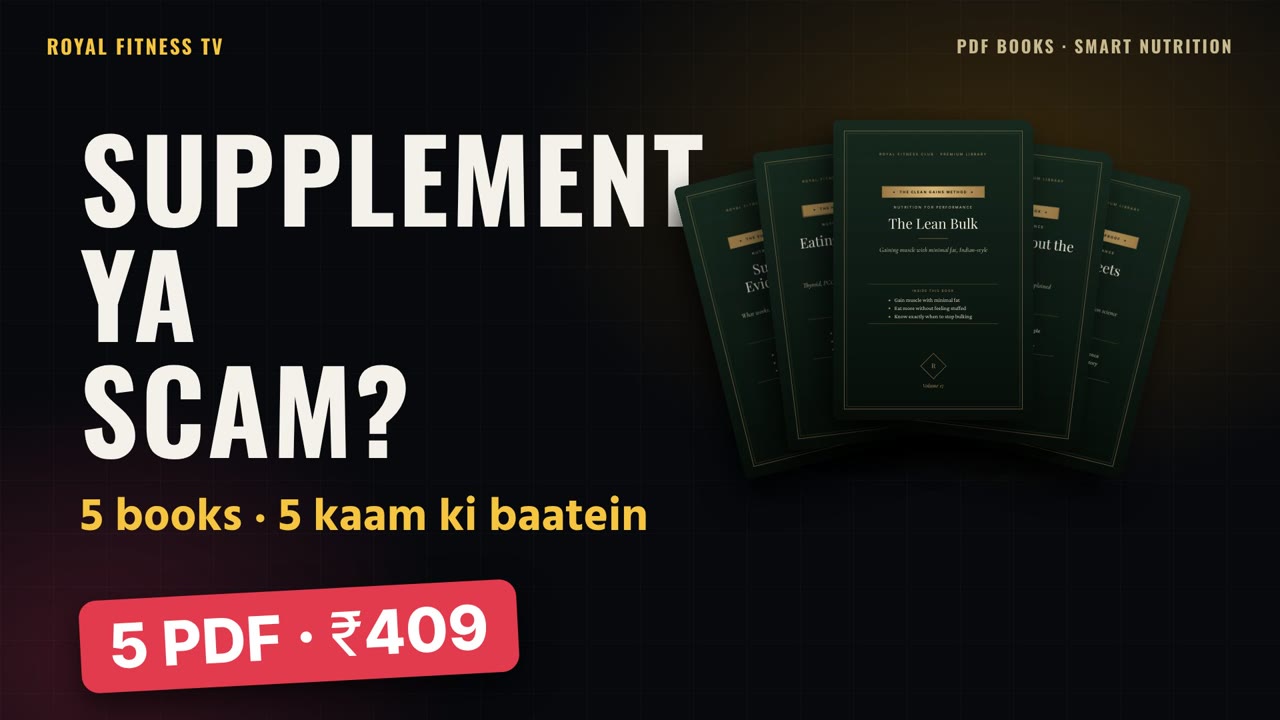 ROYAL FITNESS TV
PDF BOOKS · SMART NUTRITION
SUPPLEMENT
YA
SCAM?
5 books · 5 kaam ki baatein
5 PDF · ₹409
ROYAL FITNESS CLUB · PREMIUM LIBRARY
THE CLEAN GAINS METHOD
NUTRITION FOR PERFORMANCE
The Lean Bulk
Gaining muscle with minimal fat, Indian-style
INSIDE THIS BOOK
Gain muscle with minimal fat
Eat more without feeling stuffed
Know exactly when to stop bulking
R